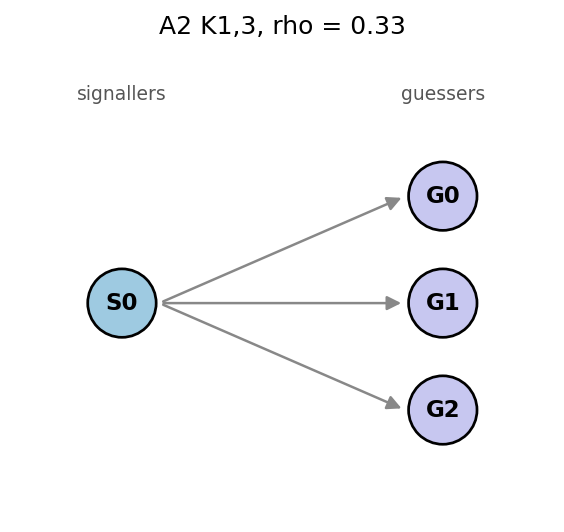 A2 K1,3, rho = 0.33
signallers
guessers
G0
S0
G1
G2